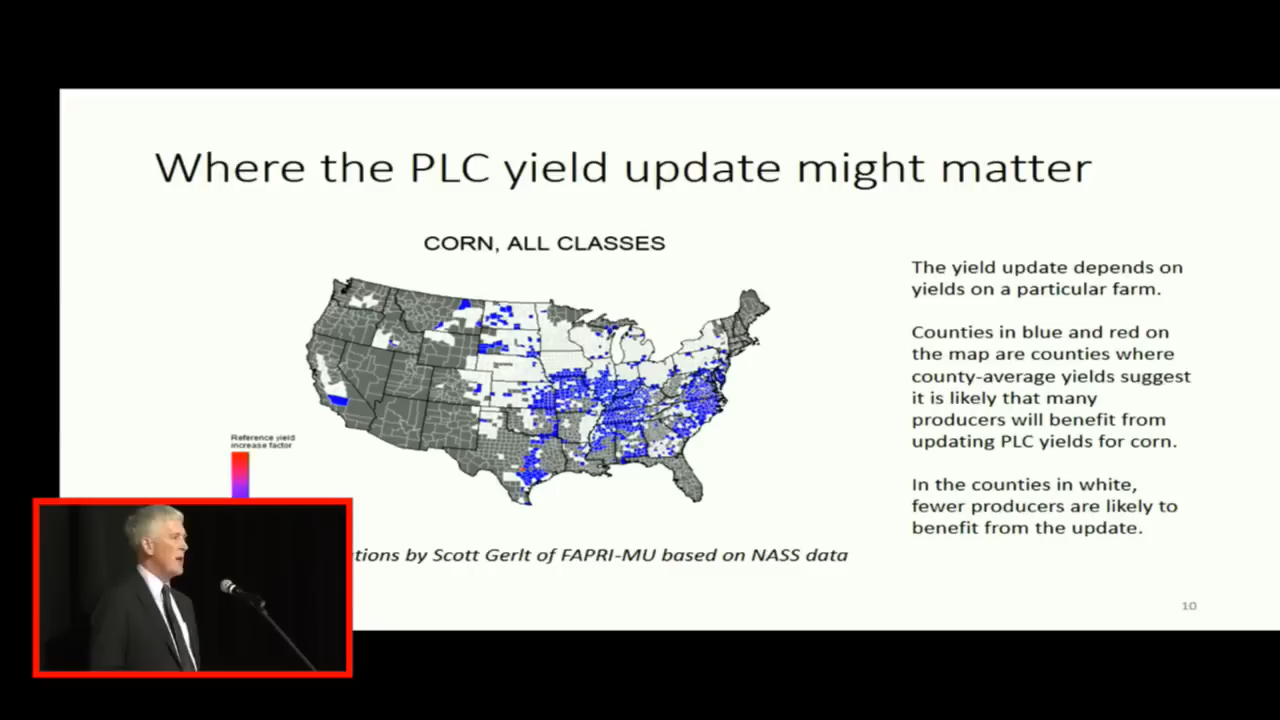 Where the PLC yield update might matter
CORN, ALL CLASSES
The yield update depends on
yields on a particular farm.
Counties in blue and red on
the map are counties where
county-average yields suggest
it is likely that many
producers will benefit from
updating PLC yields for corn.
In the counties in white,
fewer producers are likely to
benefit from the update.
Reference yield
increase factor
tions by Scott Gerlt of FAPRI-MU based on NASS data
10